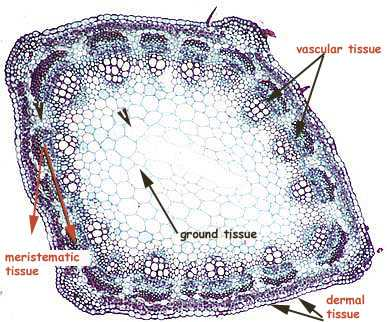 vascular tissue
ground tissue
meristematic
tissue
dermal
tissue